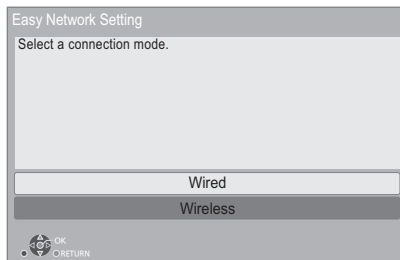 Easy Network Setting
Select a connection mode.
Wired
Wireless
OK
RETURN